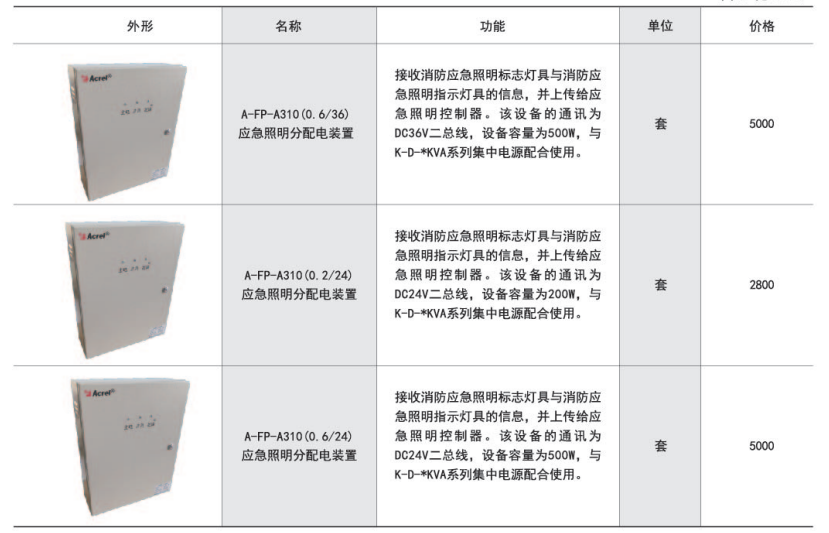 外形
名称
功能
单位
价格
Acrel
A-FP-A310(0.6/36)
应急照明分配电装置
接收消防应急照明标志灯具与消防应
急照明指示灯具的信息，并上传给应
急照明控制器。该设备的通讯为
DC36V二总线，设备容量为500W，与
K-D-*KVA系列集中电源配合使用。
套
5000
Acrel
A-FP-A310(0.2/24)
应急照明分配电装置
接收消防应急照明标志灯具与消防应
急照明指示灯具的信息，并上传给应
急照明控制器。该设备的通讯为
DC24V二总线，设备容量为200W，与
K-D-*KVA系列集中电源配合使用。
套
2800
Acrel
A-FP-A310(0.6/24)
应急照明分配电装置
接收消防应急照明标志灯具与消防应
急照明指示灯具的信息，并上传给应
急照明控制器。该设备的通讯为
DC24V二总线，设备容量为500W，与
K-D-*KVA系列集中电源配合使用。
套
5000